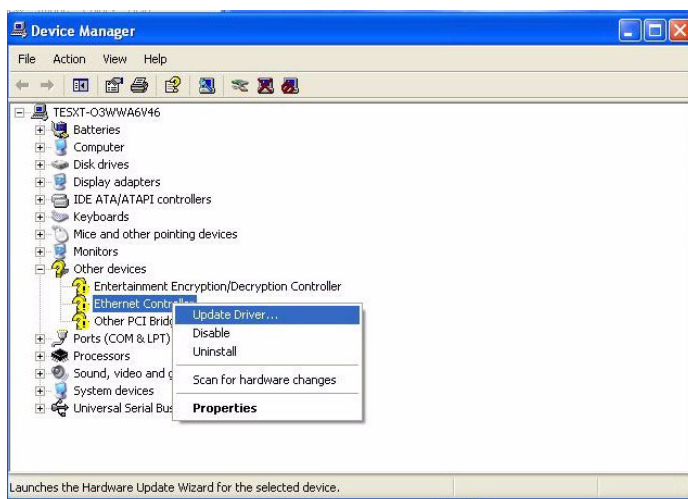 Device Manager
File Action View Help
TESXT-O3WWA6V46
Batteries
Computer
Disk drives
Display adapters
IDE ATA/ATAPI controllers
Keyboards
Mice and other pointing devices
Monitors
Other devices
Entertainment Encryption/Decryption Controller
Ethernet Controller
Other PCI Bridg
Ports (COM & LPT)
Processors
Sound, video and g
System devices
Universal Serial Bus
Update Driver...
Disable
Uninstall
Scan for hardware changes
Properties
Launches the Hardware Update Wizard for the selected device.